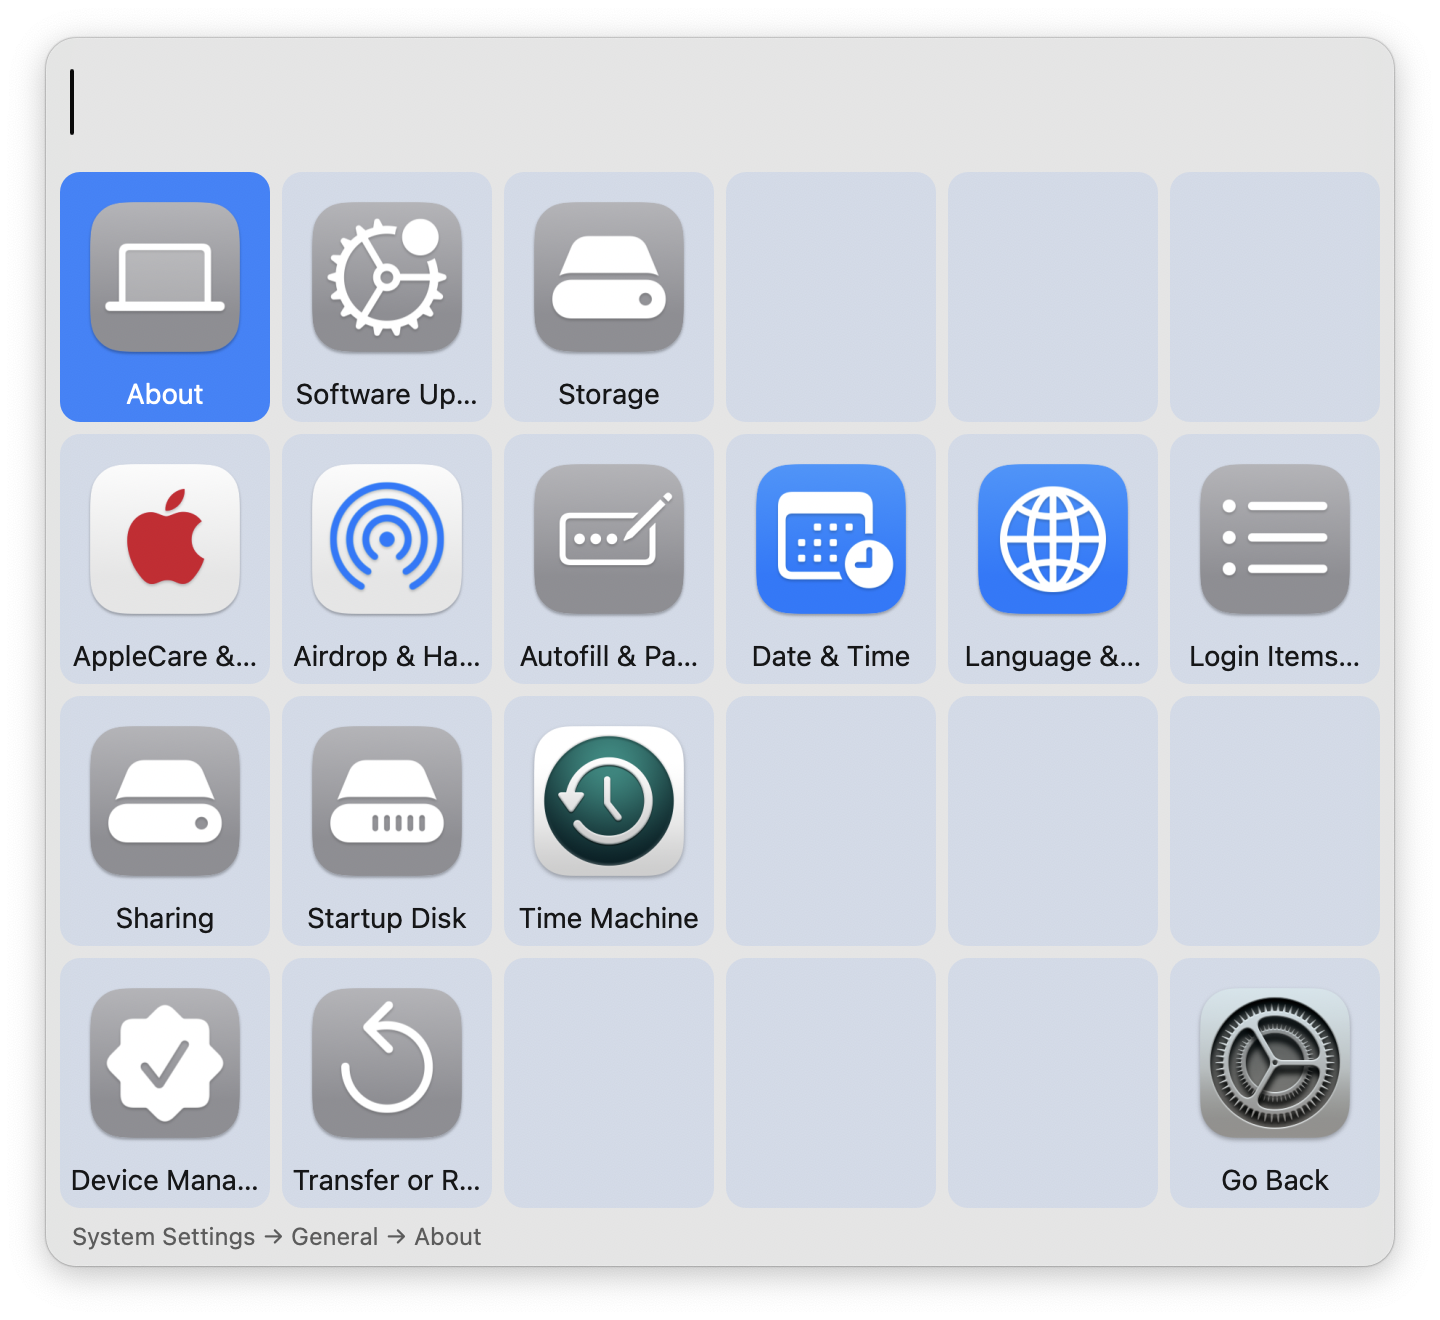 About
Software Up...
Storage
AppleCare &...
Airdrop & Ha...
Autofill & Pa...
Date & Time
Language &...
Login Items...
Sharing
Startup Disk
Time Machine
Device Mana...
Transfer or R...
Go Back
System Settings → General → About